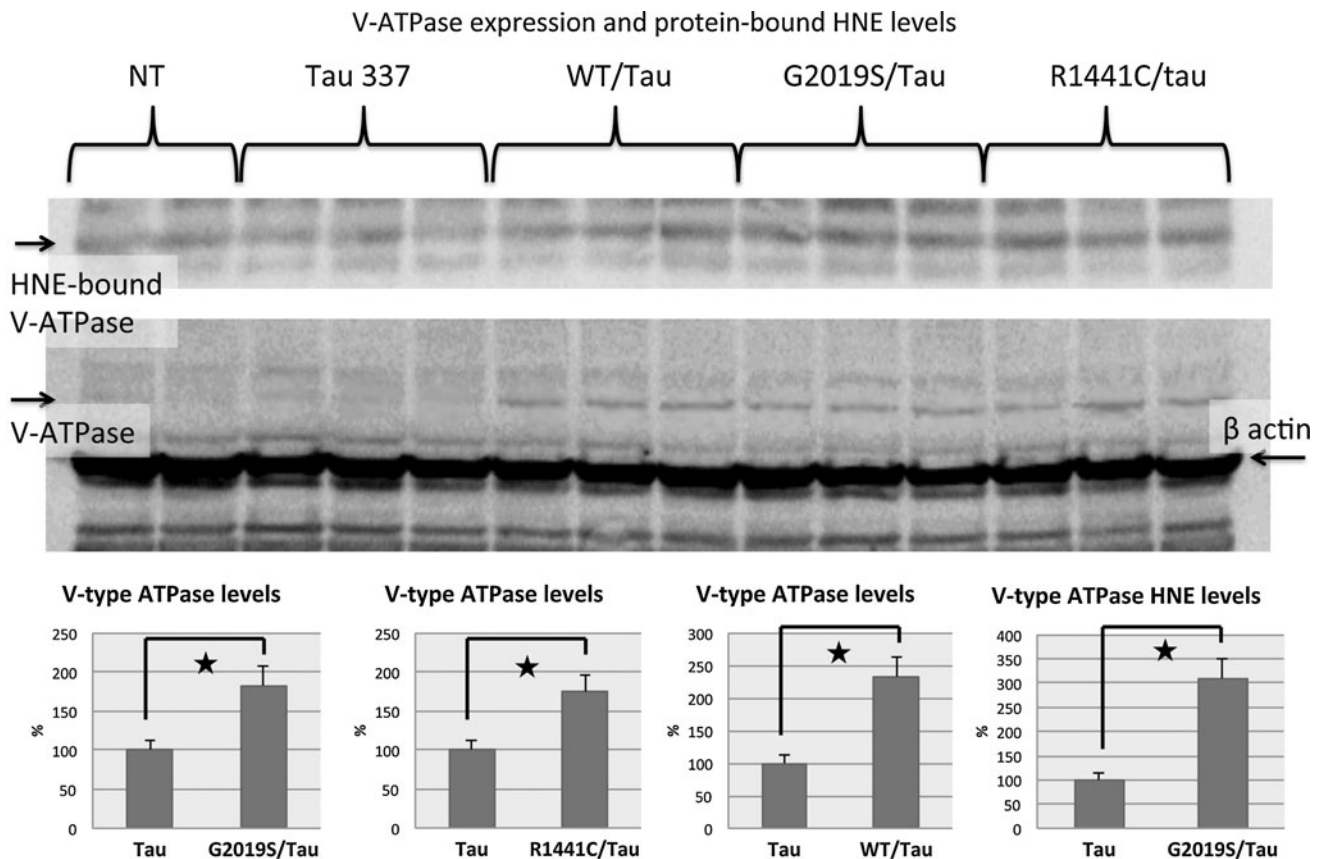 V-ATPase expression and protein-bound HNE levels
NT Tau 337 WT/Tau G2019S/Tau R1441C/tau
HNE-bound
V-ATPase
V-ATPase
β actin
V-type ATPase levels
250
200
150
100
50
0
%
Tau G2019S/Tau
V-type ATPase levels
250
200
150
100
50
0
%
Tau R1441C/Tau
V-type ATPase levels
300
250
200
150
100
50
0
%
Tau WT/Tau
V-type ATPase HNE levels
400
350
300
250
200
150
100
50
0
%
Tau G2019S/Tau